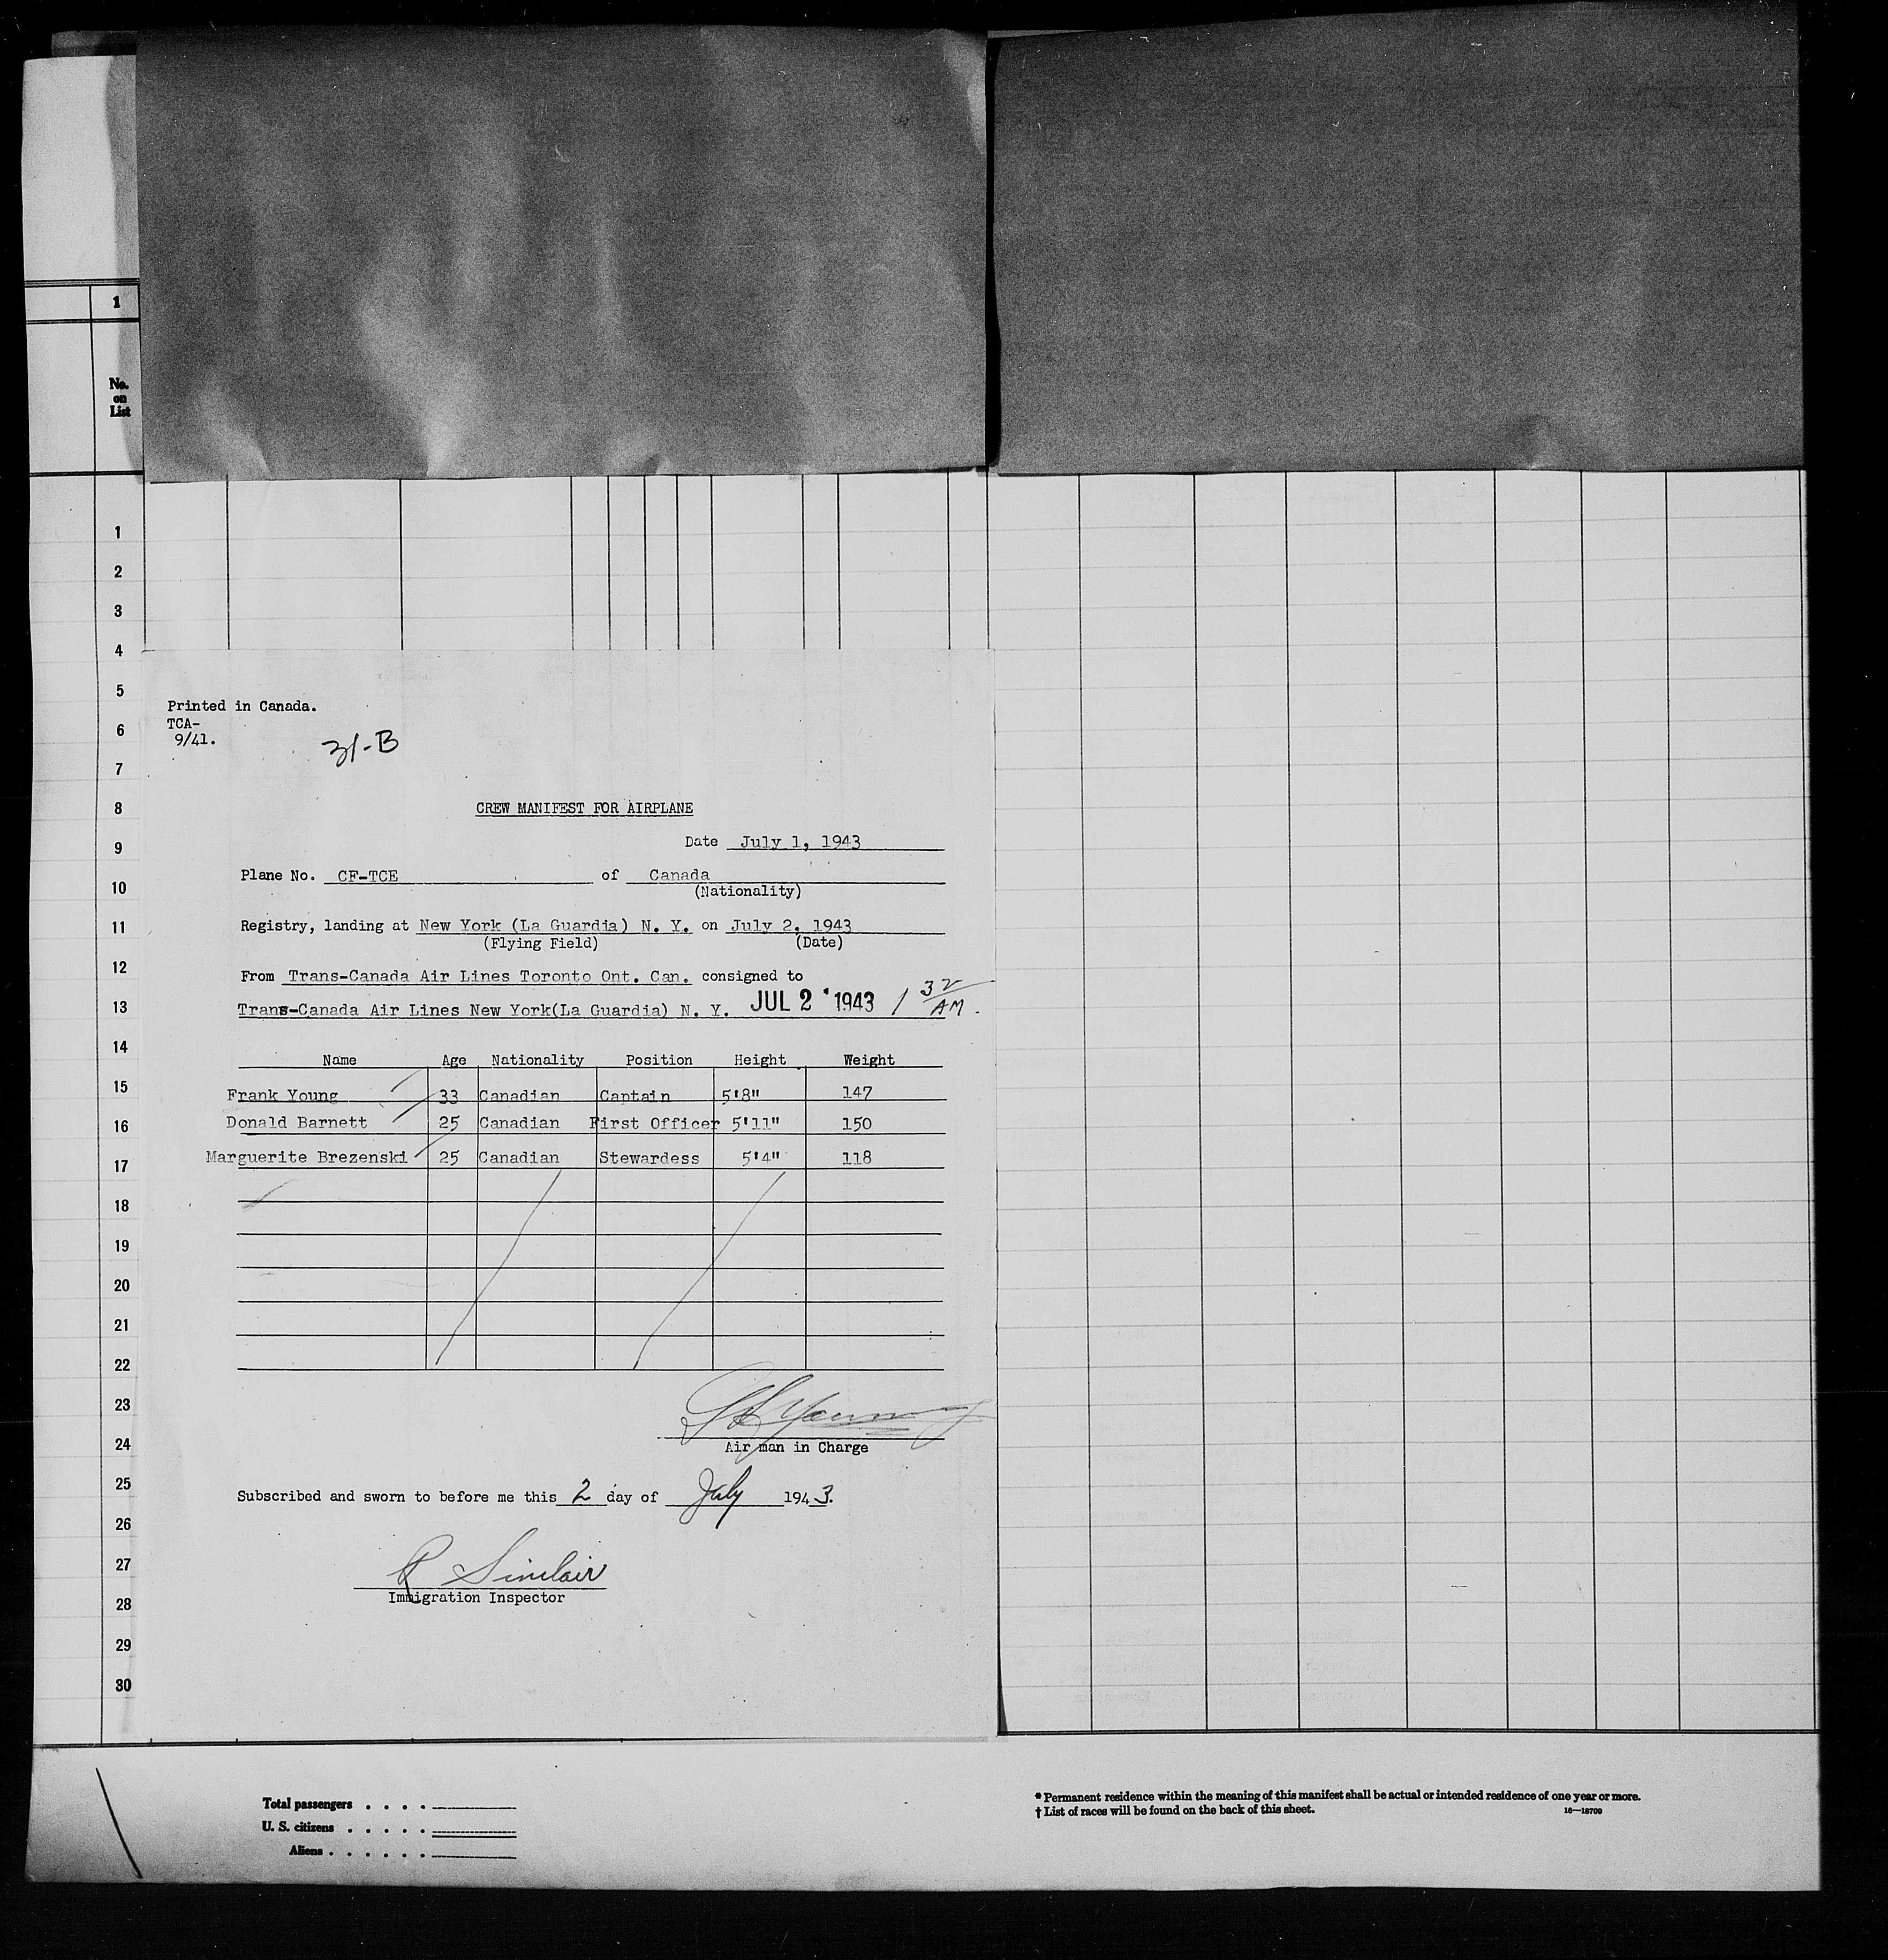 1
No.
on
List
1
2
3
4
5
6
7
8
9
10
11
12
13
14
15
16
17
18
19
20
21
22
23
24
25
26
27
28
29
30
Printed in Canada.
TCA-
9/41.
31-B
CREW MANIFEST FOR AIRPLANE
Date July 1, 1943
Plane No. CF-TCE of Canada
(Nationality)
Registry, landing at New York (La Guardia) N. Y. on July 2, 1943
(Flying Field) (Date)
From Trans-Canada Air Lines Toronto Ont. Can. consigned to
Trans-Canada Air Lines New York(La Guardia) N. Y. JUL 2 1943 1 32 AM.
Name Age Nationality Position Height Weight
Frank Young 33 Canadian Captain 5'8" 147
Donald Barnett 25 Canadian First Officer 5'11" 150
Marguerite Brezenski 25 Canadian Stewardess 5'4" 118
Young
Air man in Charge
Subscribed and sworn to before me this 2 day of July 1943.
R Sinclair
Immigration Inspector
Total passengers . . . .
U. S. citizens . . . . .
Aliens . . . . . .
* Permanent residence within the meaning of this manifest shall be actual or intended residence of one year or more.
† List of races will be found on the back of this sheet. 16—18709